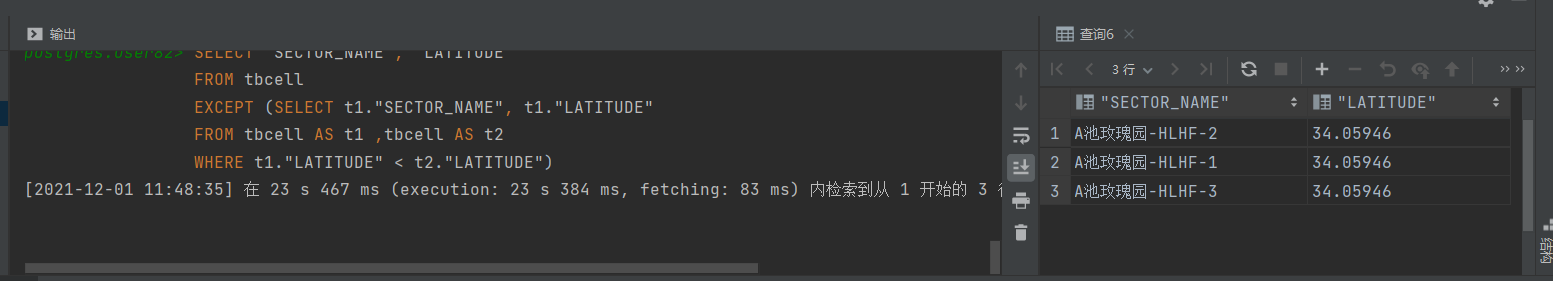 输出
postgres.user82> SELECT "SECTOR_NAME", "LATITUDE"
FROM tbcell
EXCEPT (SELECT t1."SECTOR_NAME", t1."LATITUDE"
FROM tbcell AS t1 ,tbcell AS t2
WHERE t1."LATITUDE" < t2."LATITUDE")
[2021-12-01 11:48:35] 在 23 s 467 ms (execution: 23 s 384 ms, fetching: 83 ms) 内检索到从 1 开始的 3 行
查询6
3 行
"SECTOR_NAME" "LATITUDE"
1 A池玫瑰园-HLHF-2 34.05946
2 A池玫瑰园-HLHF-1 34.05946
3 A池玫瑰园-HLHF-3 34.05946
结构